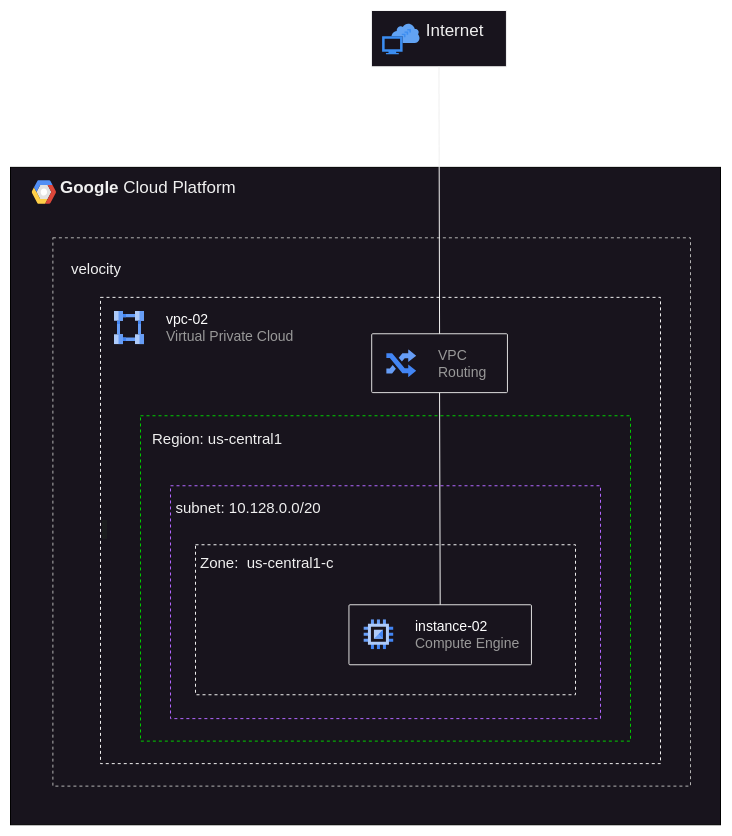 Internet
Google Cloud Platform
velocity
vpc-02
Virtual Private Cloud
VPC
Routing
Region: us-central1
subnet: 10.128.0.0/20
Zone:  us-central1-c
instance-02
Compute Engine